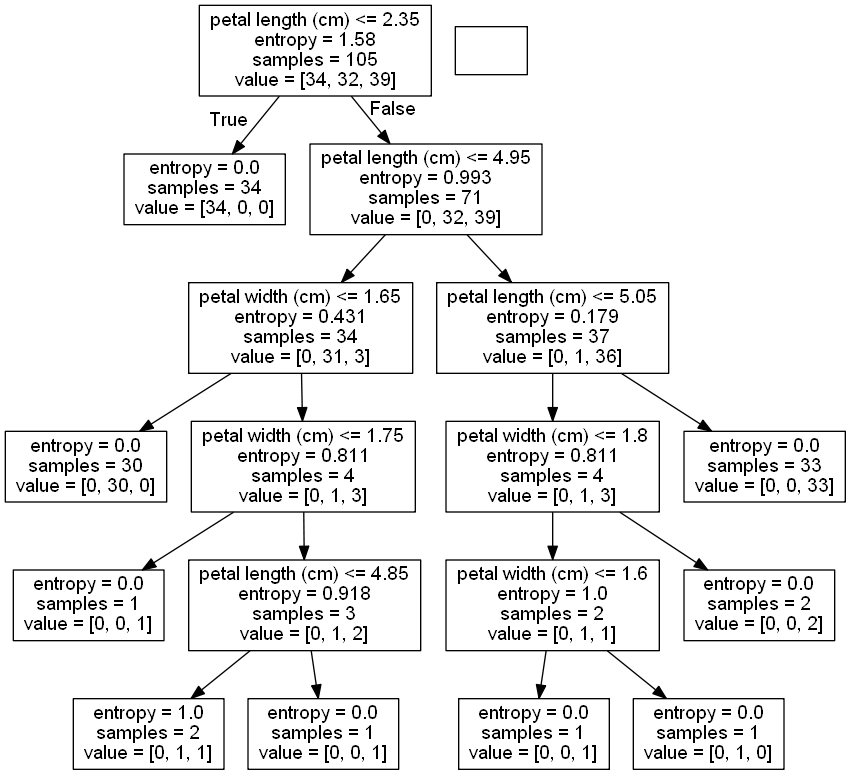 petal length (cm) <= 2.35
entropy = 1.58
samples = 105
value = [34, 32, 39]
True
False
entropy = 0.0
samples = 34
value = [34, 0, 0]
petal length (cm) <= 4.95
entropy = 0.993
samples = 71
value = [0, 32, 39]
petal width (cm) <= 1.65
entropy = 0.431
samples = 34
value = [0, 31, 3]
petal length (cm) <= 5.05
entropy = 0.179
samples = 37
value = [0, 1, 36]
entropy = 0.0
samples = 30
value = [0, 30, 0]
petal width (cm) <= 1.75
entropy = 0.811
samples = 4
value = [0, 1, 3]
petal width (cm) <= 1.8
entropy = 0.811
samples = 4
value = [0, 1, 3]
entropy = 0.0
samples = 33
value = [0, 0, 33]
entropy = 0.0
samples = 1
value = [0, 0, 1]
petal length (cm) <= 4.85
entropy = 0.918
samples = 3
value = [0, 1, 2]
petal width (cm) <= 1.6
entropy = 1.0
samples = 2
value = [0, 1, 1]
entropy = 0.0
samples = 2
value = [0, 0, 2]
entropy = 1.0
samples = 2
value = [0, 1, 1]
entropy = 0.0
samples = 1
value = [0, 0, 1]
entropy = 0.0
samples = 1
value = [0, 0, 1]
entropy = 0.0
samples = 1
value = [0, 1, 0]